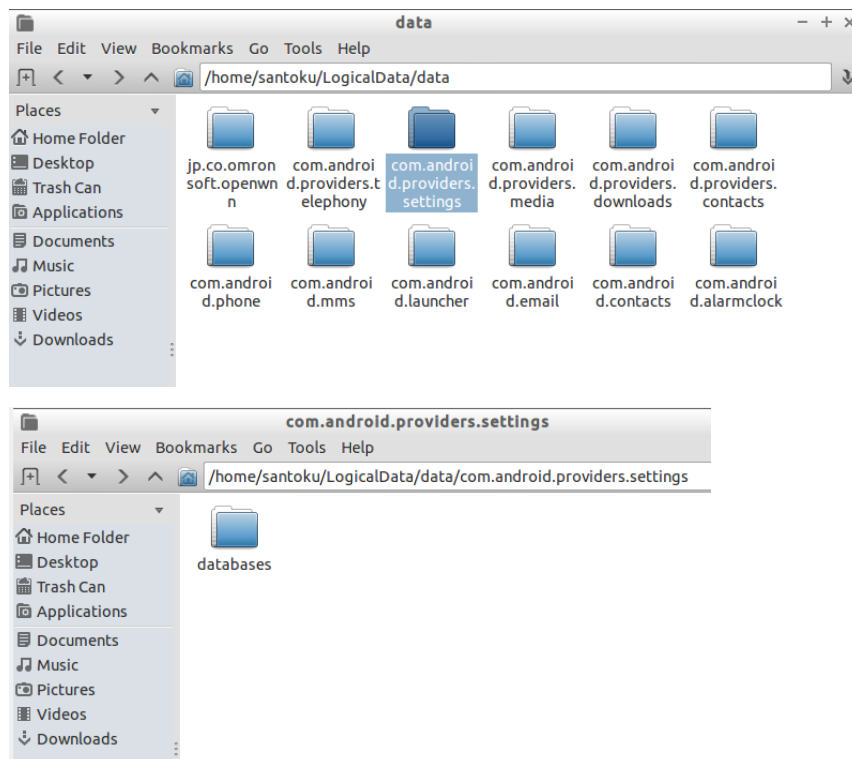 data
File Edit View Bookmarks Go Tools Help
/home/santoku/LogicalData/data
Places
Home Folder
Desktop
Trash Can
Applications
Documents
Music
Pictures
Videos
Downloads
jp.co.omron
soft.openwn
n
com.androi
d.providers.t
elephony
com.androi
d.providers.
settings
com.androi
d.providers.
media
com.androi
d.providers.
downloads
com.androi
d.providers.
contacts
com.androi
d.phone
com.androi
d.mms
com.androi
d.launcher
com.androi
d.email
com.androi
d.contacts
com.androi
d.alarmclock
com.android.providers.settings
File Edit View Bookmarks Go Tools Help
/home/santoku/LogicalData/data/com.android.providers.settings
Places
Home Folder
Desktop
Trash Can
Applications
Documents
Music
Pictures
Videos
Downloads
databases